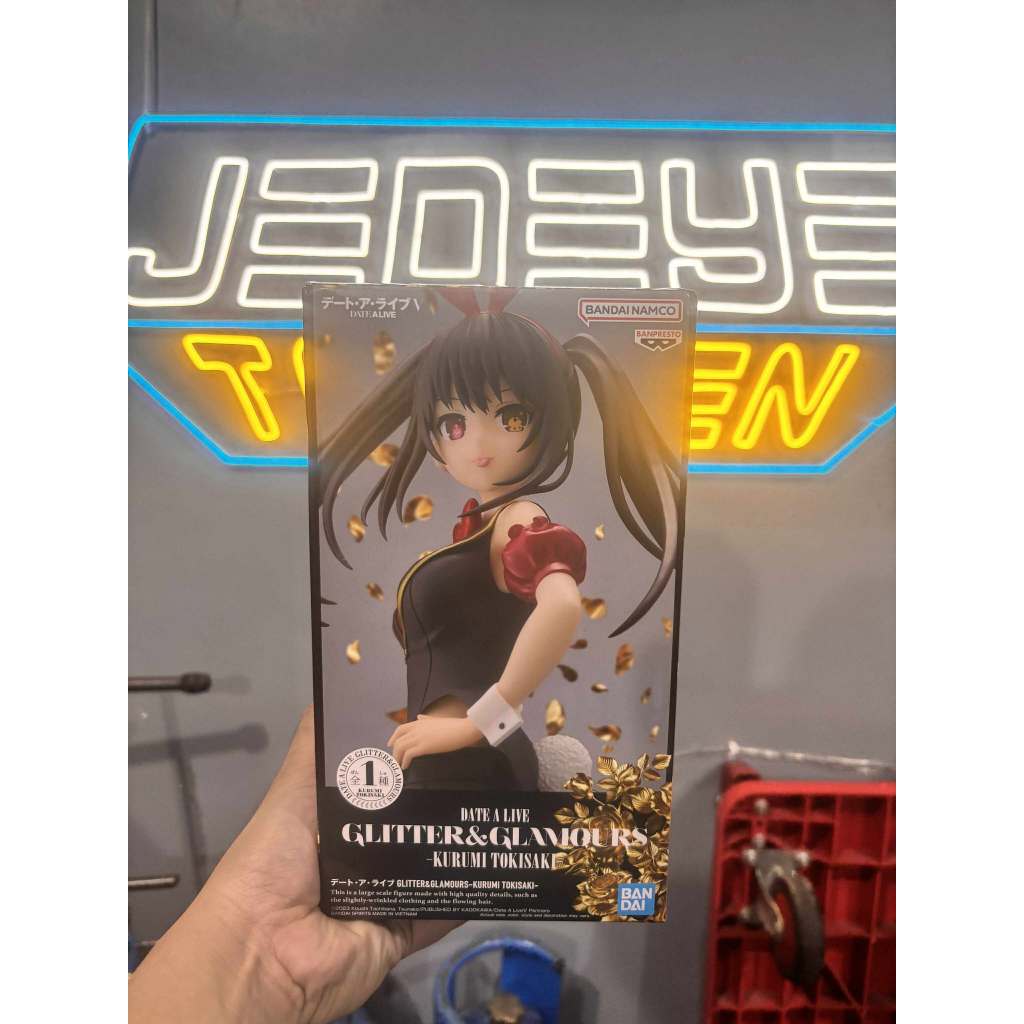 JEDEYE
デート・ア・ライブV
DATE A LIVE
BANDAI NAMCO
BANPRESTO
EN
DATE A LIVE GLITTER&GLAMOURS
全1種
KURUMI TOKISAKI
DATE A LIVE
GLITTER&GLAMOURS
-KURUMI TOKISAKI-
デート・ア・ライブ GLITTER&GLAMOURS-KURUMI TOKISAKI-
This is a large scale figure made with high quality details, such as
the slightly-wrinkled clothing and the flowing hair.
BANDAI SPIRITS MADE IN VIETNAM
BAN
DAI